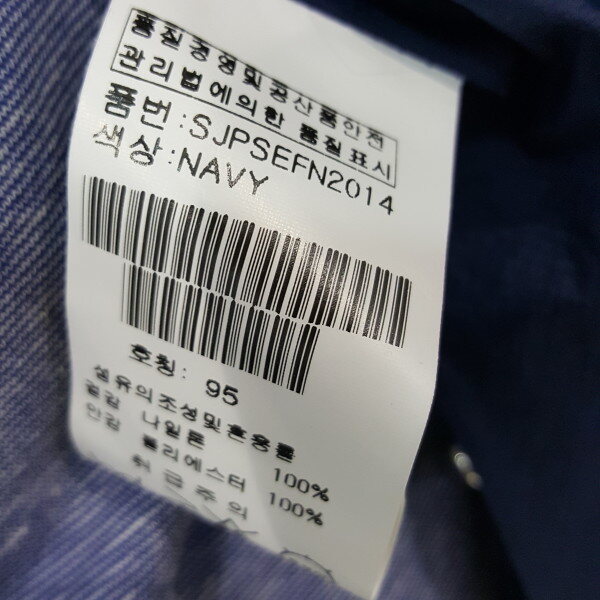 품질경영및공산품안전
관리법에의한 품질표시
품번:SJPSEFN2014
색상:NAVY
호칭: 95
섬유의조성및혼용률
겉감 나일론 100%
안감 폴리에스터 100%
취급주의